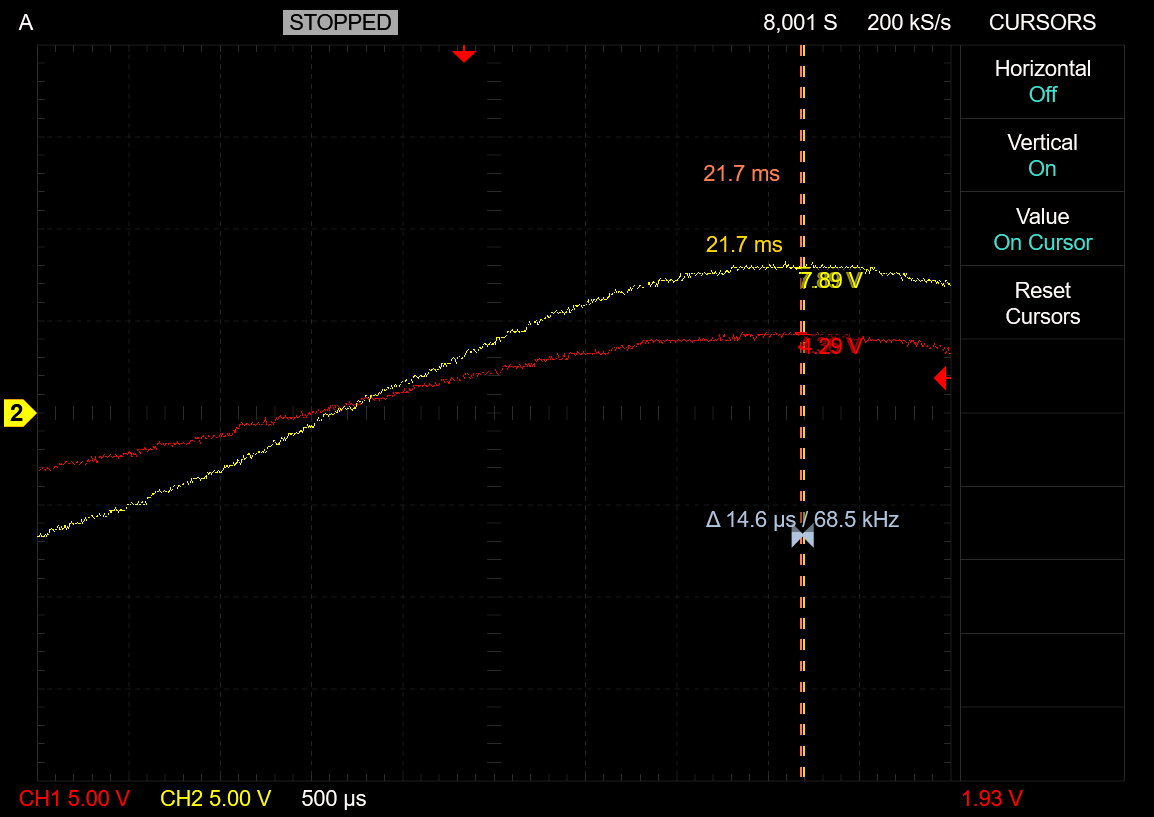 A
STOPPED
8,001 S
200 kS/s
CURSORS
Horizontal
Off
Vertical
On
Value
On Cursor
Reset
Cursors
21.7 ms
21.7 ms
7.89 V
4.29 V
2
Δ 14.6 µs / 68.5 kHz
CH1 5.00 V
CH2 5.00 V
500 µs
1.93 V